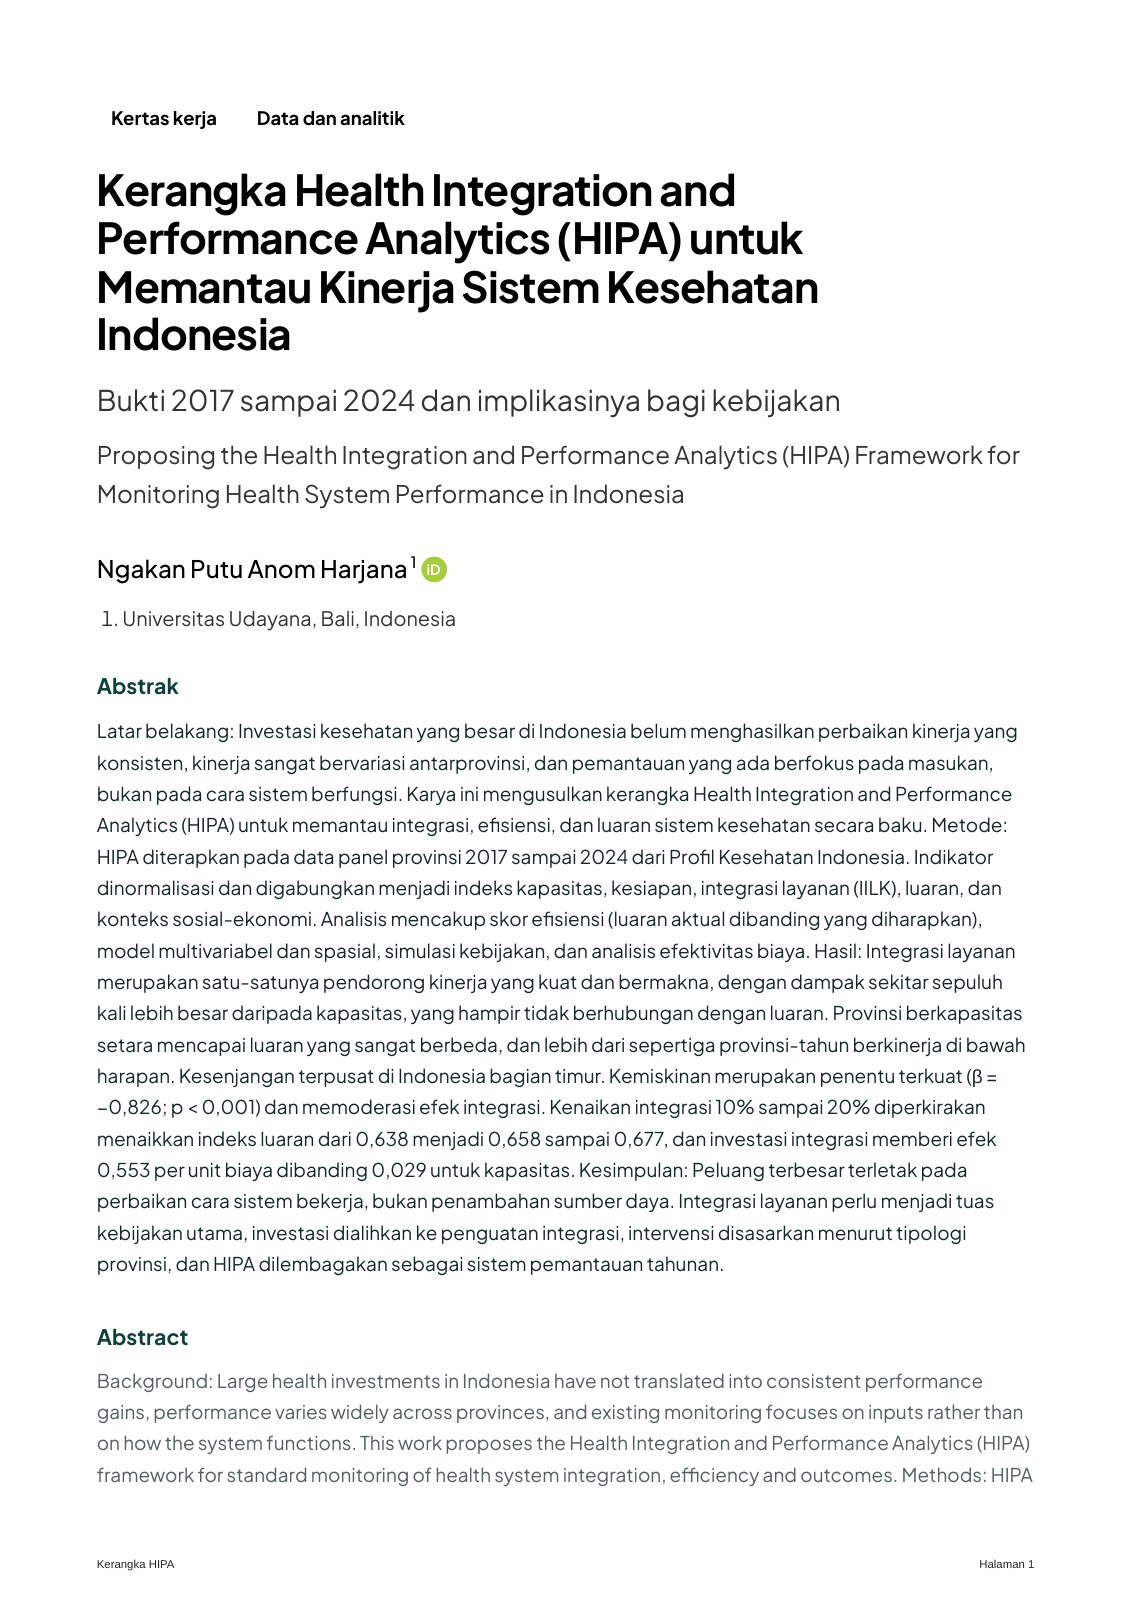 Kertas kerja Data dan analitik
Kerangka Health Integration and
Performance Analytics (HIPA) untuk
Memantau Kinerja Sistem Kesehatan
Indonesia
Bukti 2017 sampai 2024 dan implikasinya bagi kebijakan
Proposing the Health Integration and Performance Analytics (HIPA) Framework for
Monitoring Health System Performance in Indonesia
Ngakan Putu Anom Harjana 1 iD
1. Universitas Udayana, Bali, Indonesia
Abstrak
Latar belakang: Investasi kesehatan yang besar di Indonesia belum menghasilkan perbaikan kinerja yang
konsisten, kinerja sangat bervariasi antarprovinsi, dan pemantauan yang ada berfokus pada masukan,
bukan pada cara sistem berfungsi. Karya ini mengusulkan kerangka Health Integration and Performance
Analytics (HIPA) untuk memantau integrasi, efisiensi, dan luaran sistem kesehatan secara baku. Metode:
HIPA diterapkan pada data panel provinsi 2017 sampai 2024 dari Profil Kesehatan Indonesia. Indikator
dinormalisasi dan digabungkan menjadi indeks kapasitas, kesiapan, integrasi layanan (IILK), luaran, dan
konteks sosial-ekonomi. Analisis mencakup skor efisiensi (luaran aktual dibanding yang diharapkan),
model multivariabel dan spasial, simulasi kebijakan, dan analisis efektivitas biaya. Hasil: Integrasi layanan
merupakan satu-satunya pendorong kinerja yang kuat dan bermakna, dengan dampak sekitar sepuluh
kali lebih besar daripada kapasitas, yang hampir tidak berhubungan dengan luaran. Provinsi berkapasitas
setara mencapai luaran yang sangat berbeda, dan lebih dari sepertiga provinsi-tahun berkinerja di bawah
harapan. Kesenjangan terpusat di Indonesia bagian timur. Kemiskinan merupakan penentu terkuat (β =
−0,826; p < 0,001) dan memoderasi efek integrasi. Kenaikan integrasi 10% sampai 20% diperkirakan
menaikkan indeks luaran dari 0,638 menjadi 0,658 sampai 0,677, dan investasi integrasi memberi efek
0,553 per unit biaya dibanding 0,029 untuk kapasitas. Kesimpulan: Peluang terbesar terletak pada
perbaikan cara sistem bekerja, bukan penambahan sumber daya. Integrasi layanan perlu menjadi tuas
kebijakan utama, investasi dialihkan ke penguatan integrasi, intervensi disasarkan menurut tipologi
provinsi, dan HIPA dilembagakan sebagai sistem pemantauan tahunan.
Abstract
Background: Large health investments in Indonesia have not translated into consistent performance
gains, performance varies widely across provinces, and existing monitoring focuses on inputs rather than
on how the system functions. This work proposes the Health Integration and Performance Analytics (HIPA)
framework for standard monitoring of health system integration, efficiency and outcomes. Methods: HIPA
Kerangka HIPA Halaman 1